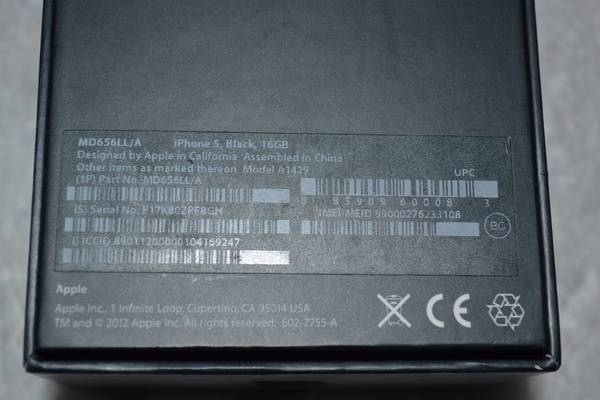 MD656LL/A iPhone 5, Black, 16GB
Designed by Apple in California Assembled in China
Other items as marked thereon Model A1429
(1P) Part No. MD656LL/A
UPC
8 85909 60008 3
(S) Serial No. F17K80ZPF8GH
IMEI/MEID 99000276233108
BC
ICCID 89011200000104169247
Apple
Apple Inc., 1 Infinite Loop, Cupertino, CA 95014 USA
TM and © 2012 Apple Inc. All rights reserved. 602-7755-A
CE